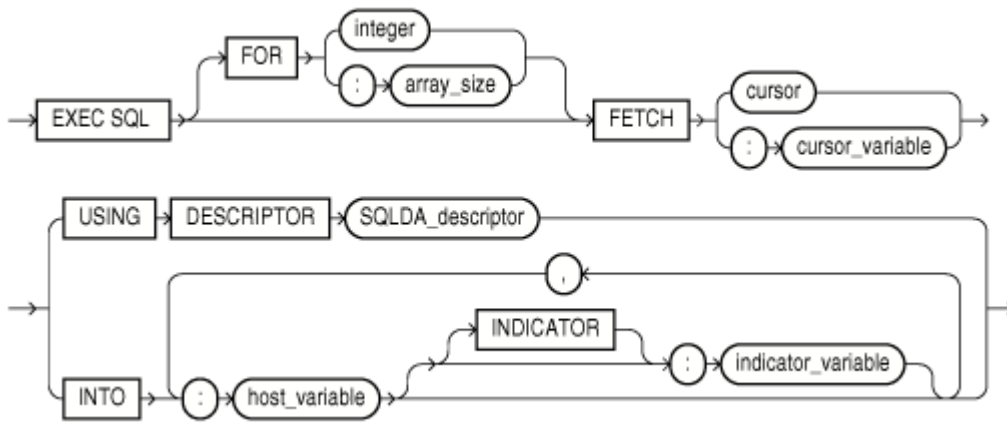 integer
FOR
: array_size
cursor
EXEC SQL FETCH
: cursor_variable
USING DESCRIPTOR SQLDA_descriptor
,
INDICATOR
: indicator_variable
INTO : host_variable